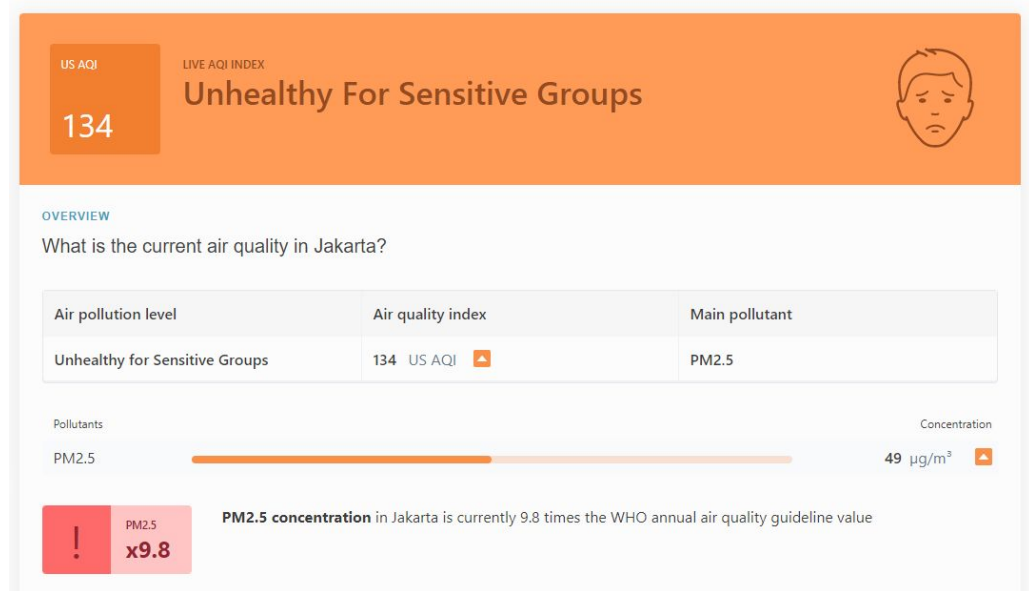 US AQI
134
LIVE AQI INDEX
Unhealthy For Sensitive Groups
OVERVIEW
What is the current air quality in Jakarta?
Air pollution level Air quality index Main pollutant
Unhealthy for Sensitive Groups 134 US AQI PM2.5
Pollutants Concentration
PM2.5 49 µg/m³
!
PM2.5
x9.8
PM2.5 concentration in Jakarta is currently 9.8 times the WHO annual air quality guideline value